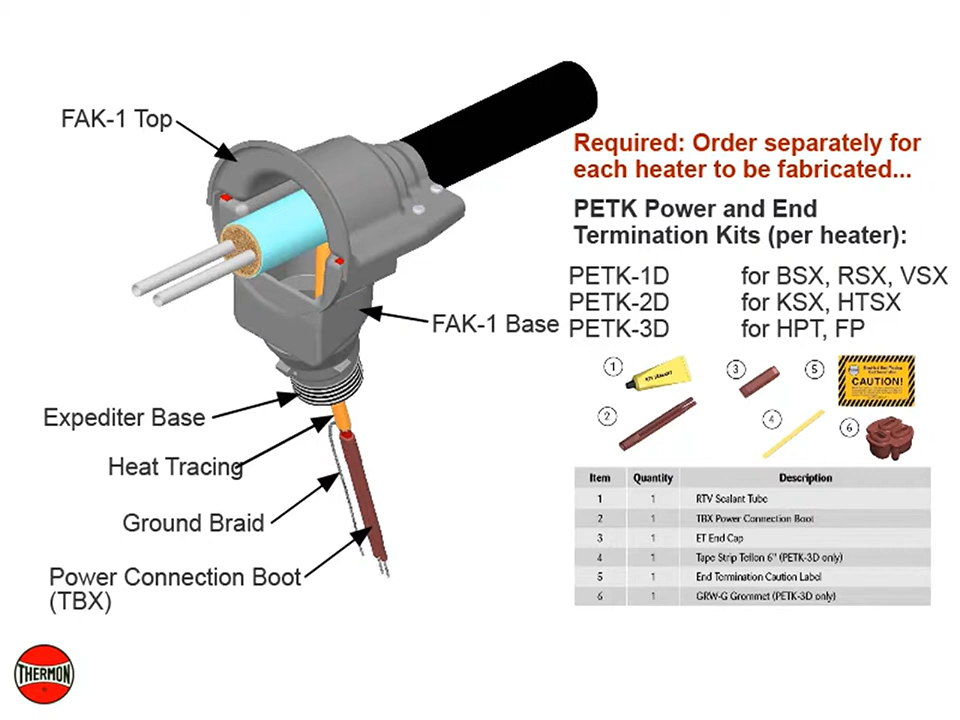 FAK-1 Top
FAK-1 Base
Expediter Base
Heat Tracing
Ground Braid
Power Connection Boot
(TBX)
Required: Order separately for
each heater to be fabricated...
PETK Power and End
Termination Kits (per heater):
PETK-1D for BSX, RSX, VSX
PETK-2D for KSX, HTSX
PETK-3D for HPT, FP
1
RTV SEALANT
2
3
4
5
CAUTION!
6
Item Quantity Description
1 1 RTV Sealant Tube
2 1 TBX Power Connection Boot
3 1 ET End Cap
4 1 Tape Strip Teflon 6" (PETK-3D only)
5 1 End Termination Caution Label
6 1 GRW-G Grommet (PETK-3D only)
THERMON
®